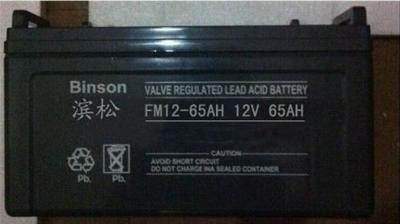 Binson
滨松
VALVE REGULATED LEAD ACID BATTERY
FM12-65AH 12V 65AH
CAUTION
AVOID SHORT CIRCUIT
DO NOT CHARGE INA SEALED CONTAINER
Pb.
Pb.